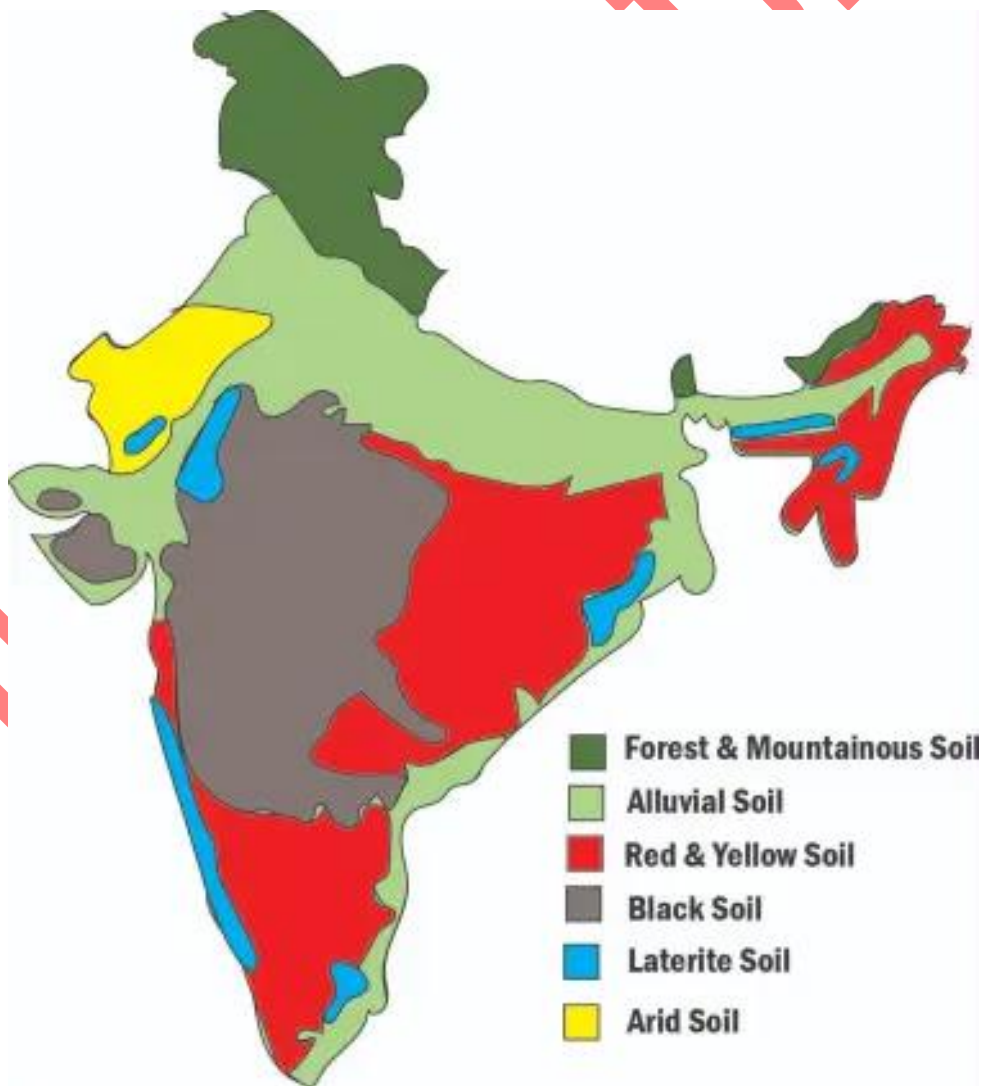 Forest & Mountainous Soil
Alluvial Soil
Red & Yellow Soil
Black Soil
Laterite Soil
Arid Soil